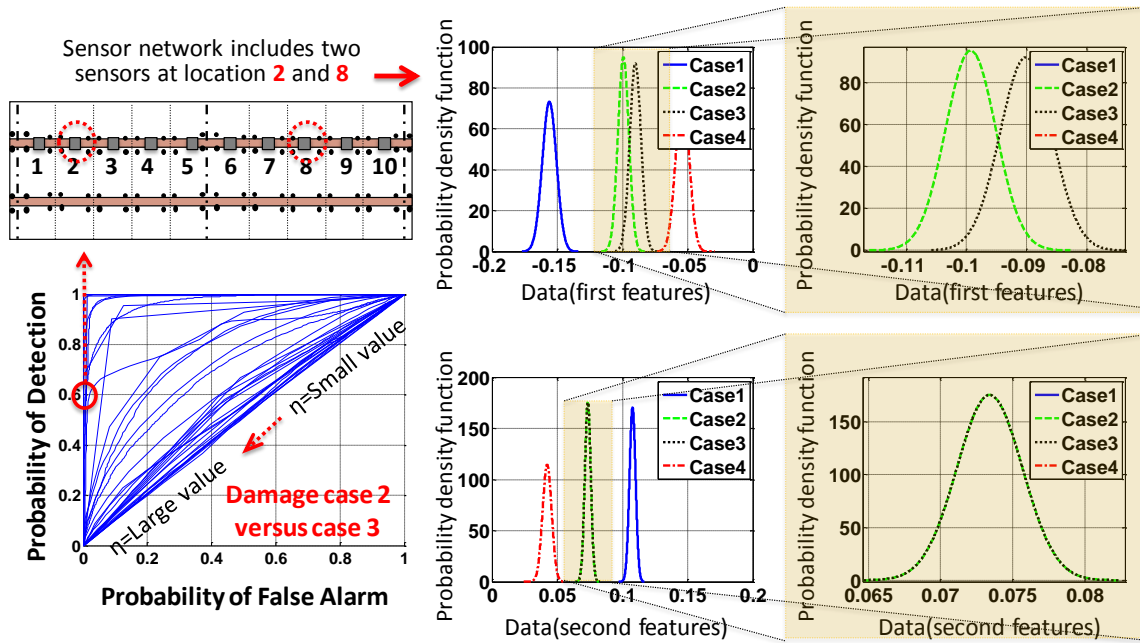 Sensor network includes two
sensors at location 2 and 8
1 2 3 4 5 6 7 8 9 10
Probability of Detection
1
0.8
0.6
0.4
0.2
0
0 0.2 0.4 0.6 0.8 1
η=Small value
η=Large value
Damage case 2
versus case 3
Probability of False Alarm
Probability density function
100
80
60
40
20
0
-0.2 -0.15 -0.1 -0.05 0
Case1
Case2
Case3
Case4
Data(first features)
Probability density function
80
60
40
20
0
-0.11 -0.1 -0.09 -0.08
Case1
Case2
Case3
Case4
Data(first features)
Probability density function
200
150
100
50
0
0 0.05 0.1 0.15 0.2
Case1
Case2
Case3
Case4
Data(second features)
Probability density function
150
100
50
0
0.065 0.07 0.075 0.08
Case1
Case2
Case3
Case4
Data(second features)